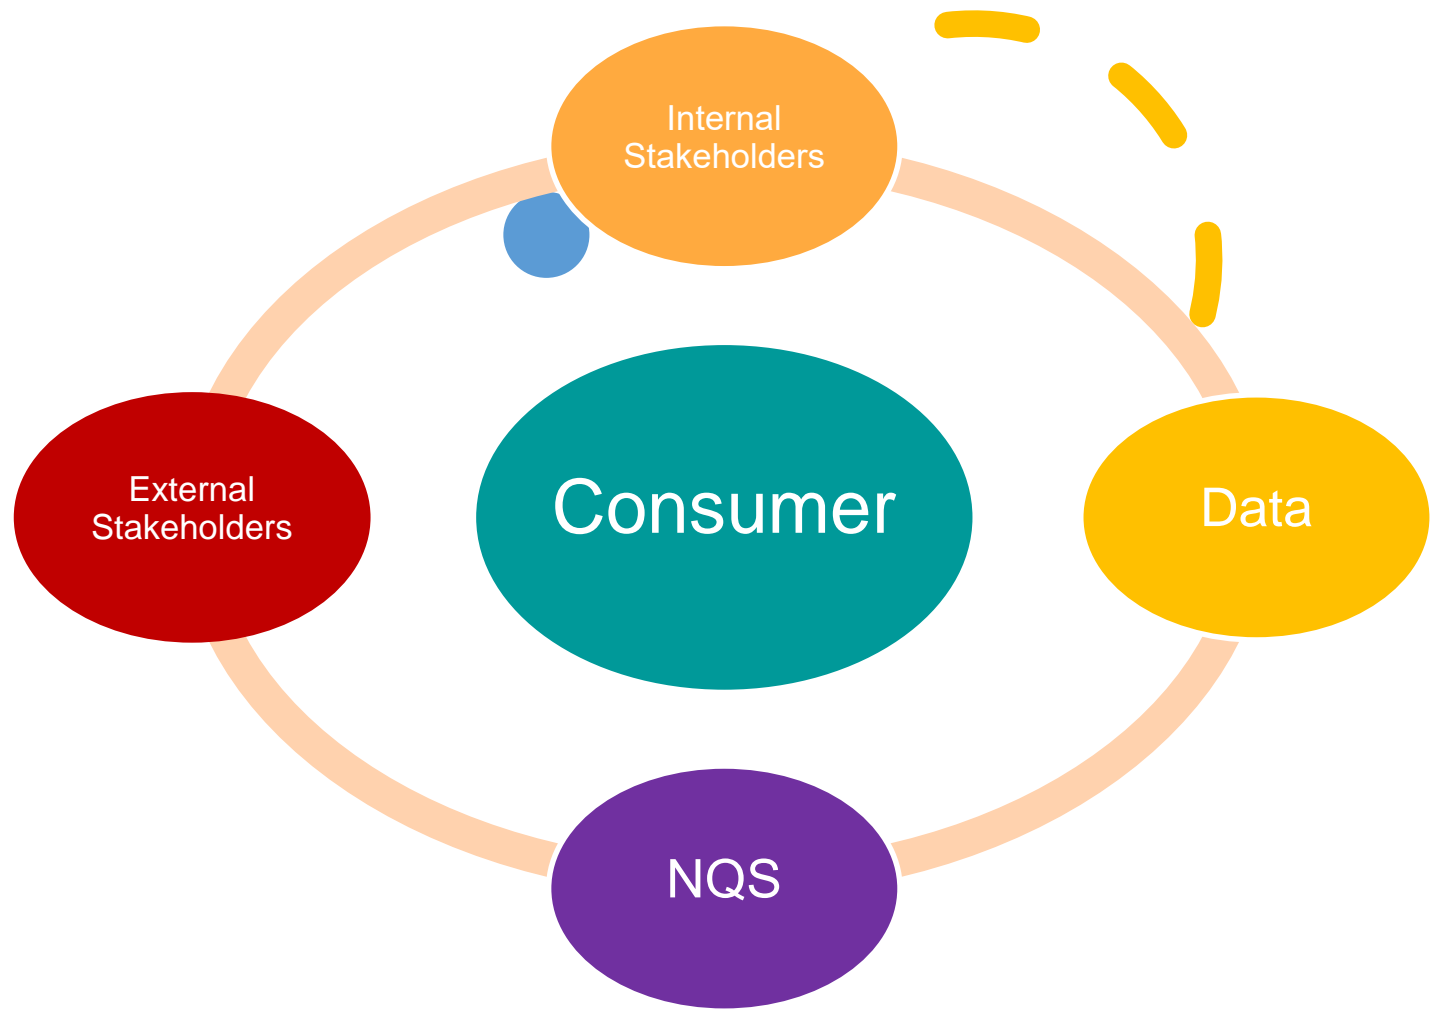 Internal
Stakeholders
External
Stakeholders
Consumer
Data
NQS